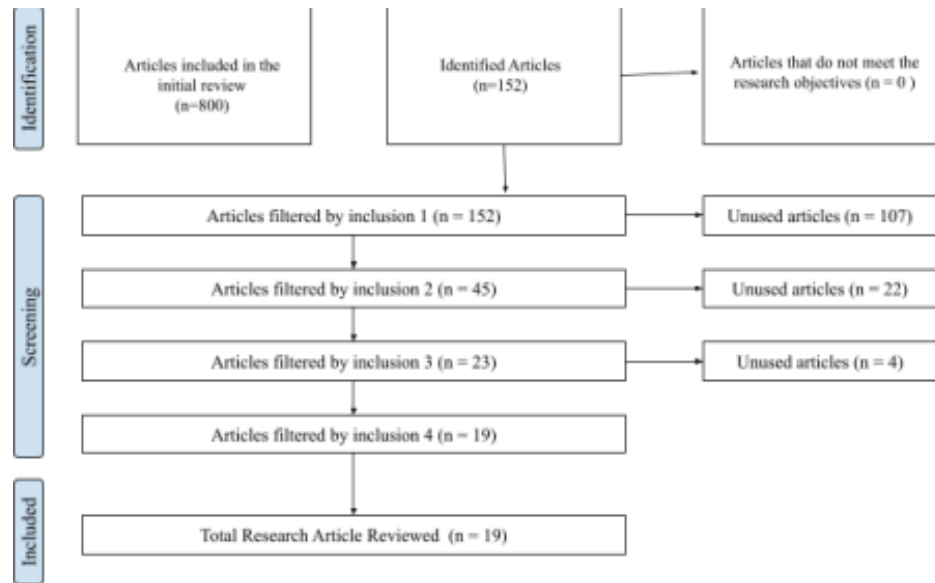 Identification
Articles included in the
initial review
(n=800)
Identified Articles
(n=152)
Articles that do not meet the
research objectives (n = 0 )
Screening
Articles filtered by inclusion 1 (n = 152)
Unused articles (n = 107)
Articles filtered by inclusion 2 (n = 45)
Unused articles (n = 22)
Articles filtered by inclusion 3 (n = 23)
Unused articles (n = 4)
Articles filtered by inclusion 4 (n = 19)
Included
Total Research Article Reviewed (n = 19)